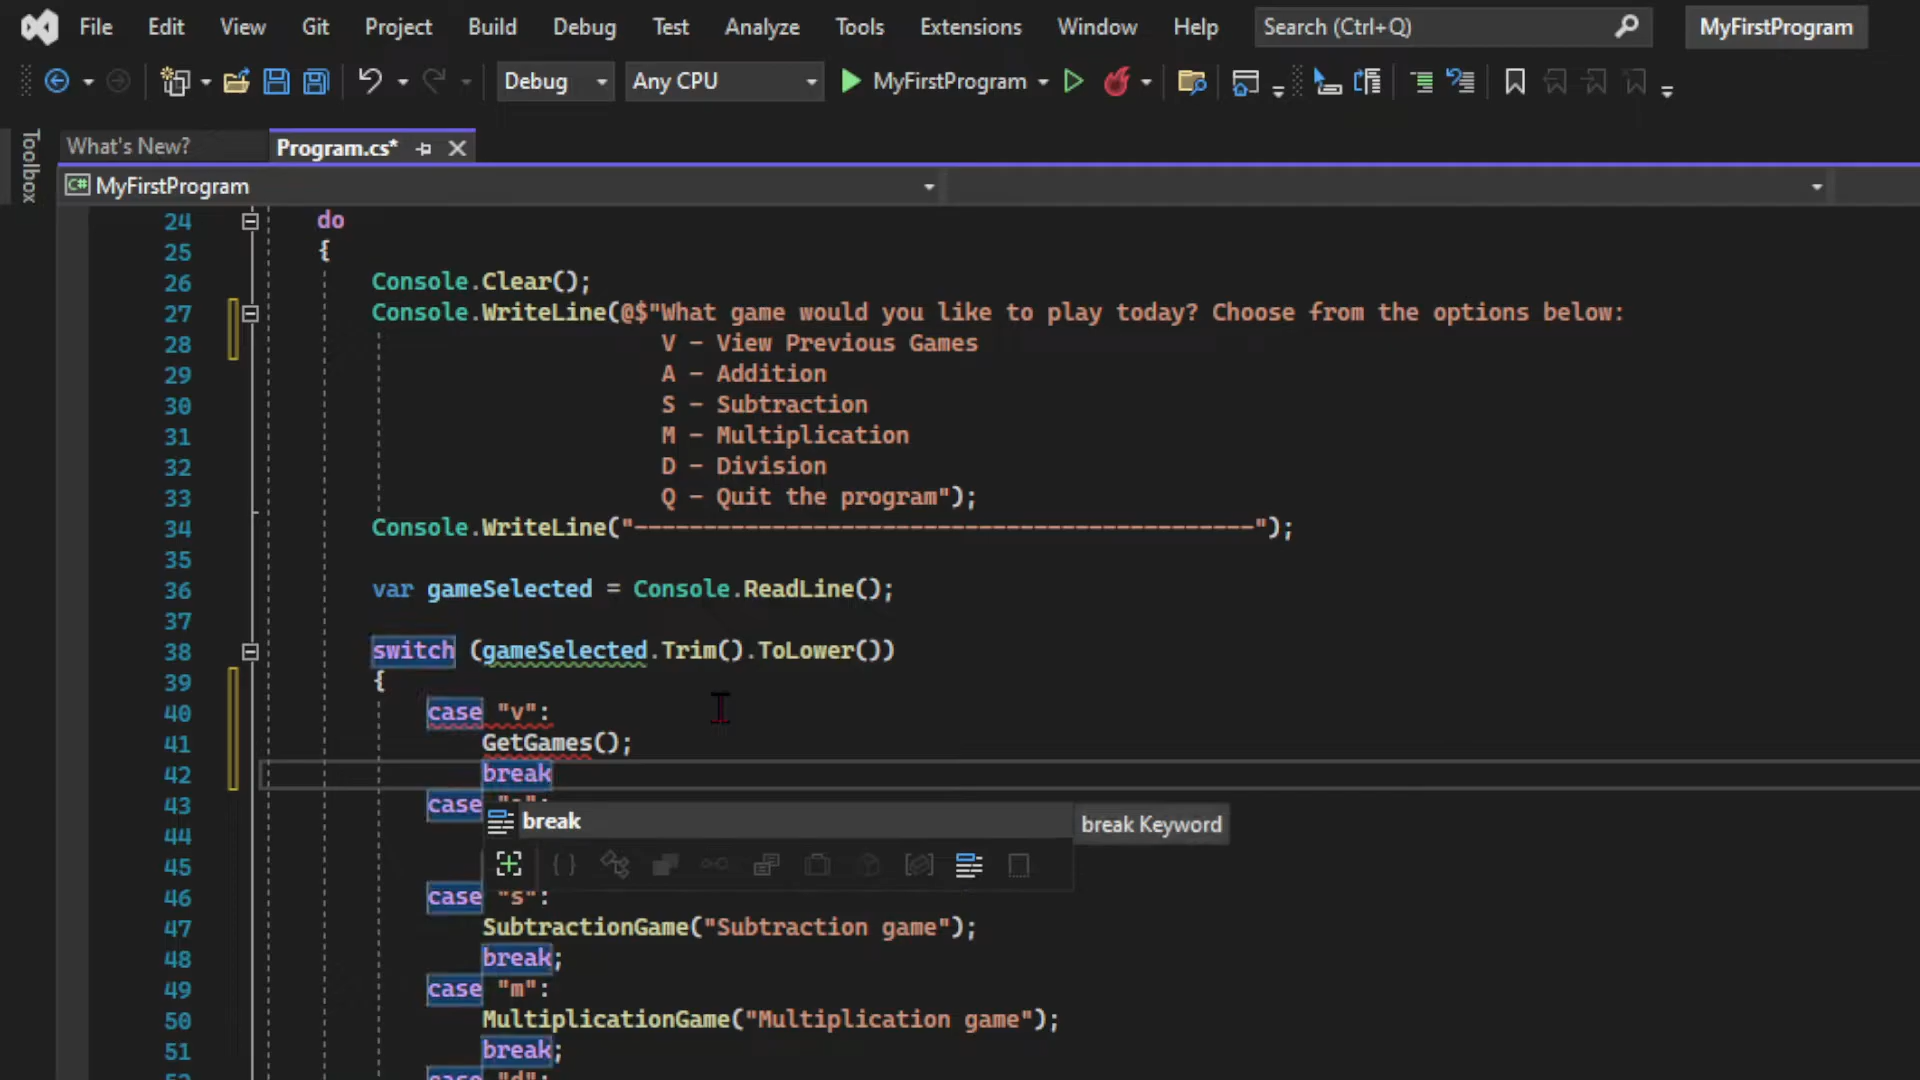 File Edit View Git Project Build Debug Test Analyze Tools Extensions Window Help Search (Ctrl+Q) MyFirstProgram
Debug Any CPU MyFirstProgram
Toolbox
What's New? Program.cs*
C# MyFirstProgram
24 do
25 {
26 Console.Clear();
27 Console.WriteLine(@$"What game would you like to play today? Choose from the options below:
28 V - View Previous Games
29 A - Addition
30 S - Subtraction
31 M - Multiplication
32 D - Division
33 Q - Quit the program");
34 Console.WriteLine("---------------------------------------------");
35
36 var gameSelected = Console.ReadLine();
37
38 switch (gameSelected.Trim().ToLower())
39 {
40 case "v":
41 GetGames();
42 break
43 case
break break Keyword
44
45
46 case "s":
47 SubtractionGame("Subtraction game");
48 break;
49 case "m":
50 MultiplicationGame("Multiplication game");
51 break;
case "d":